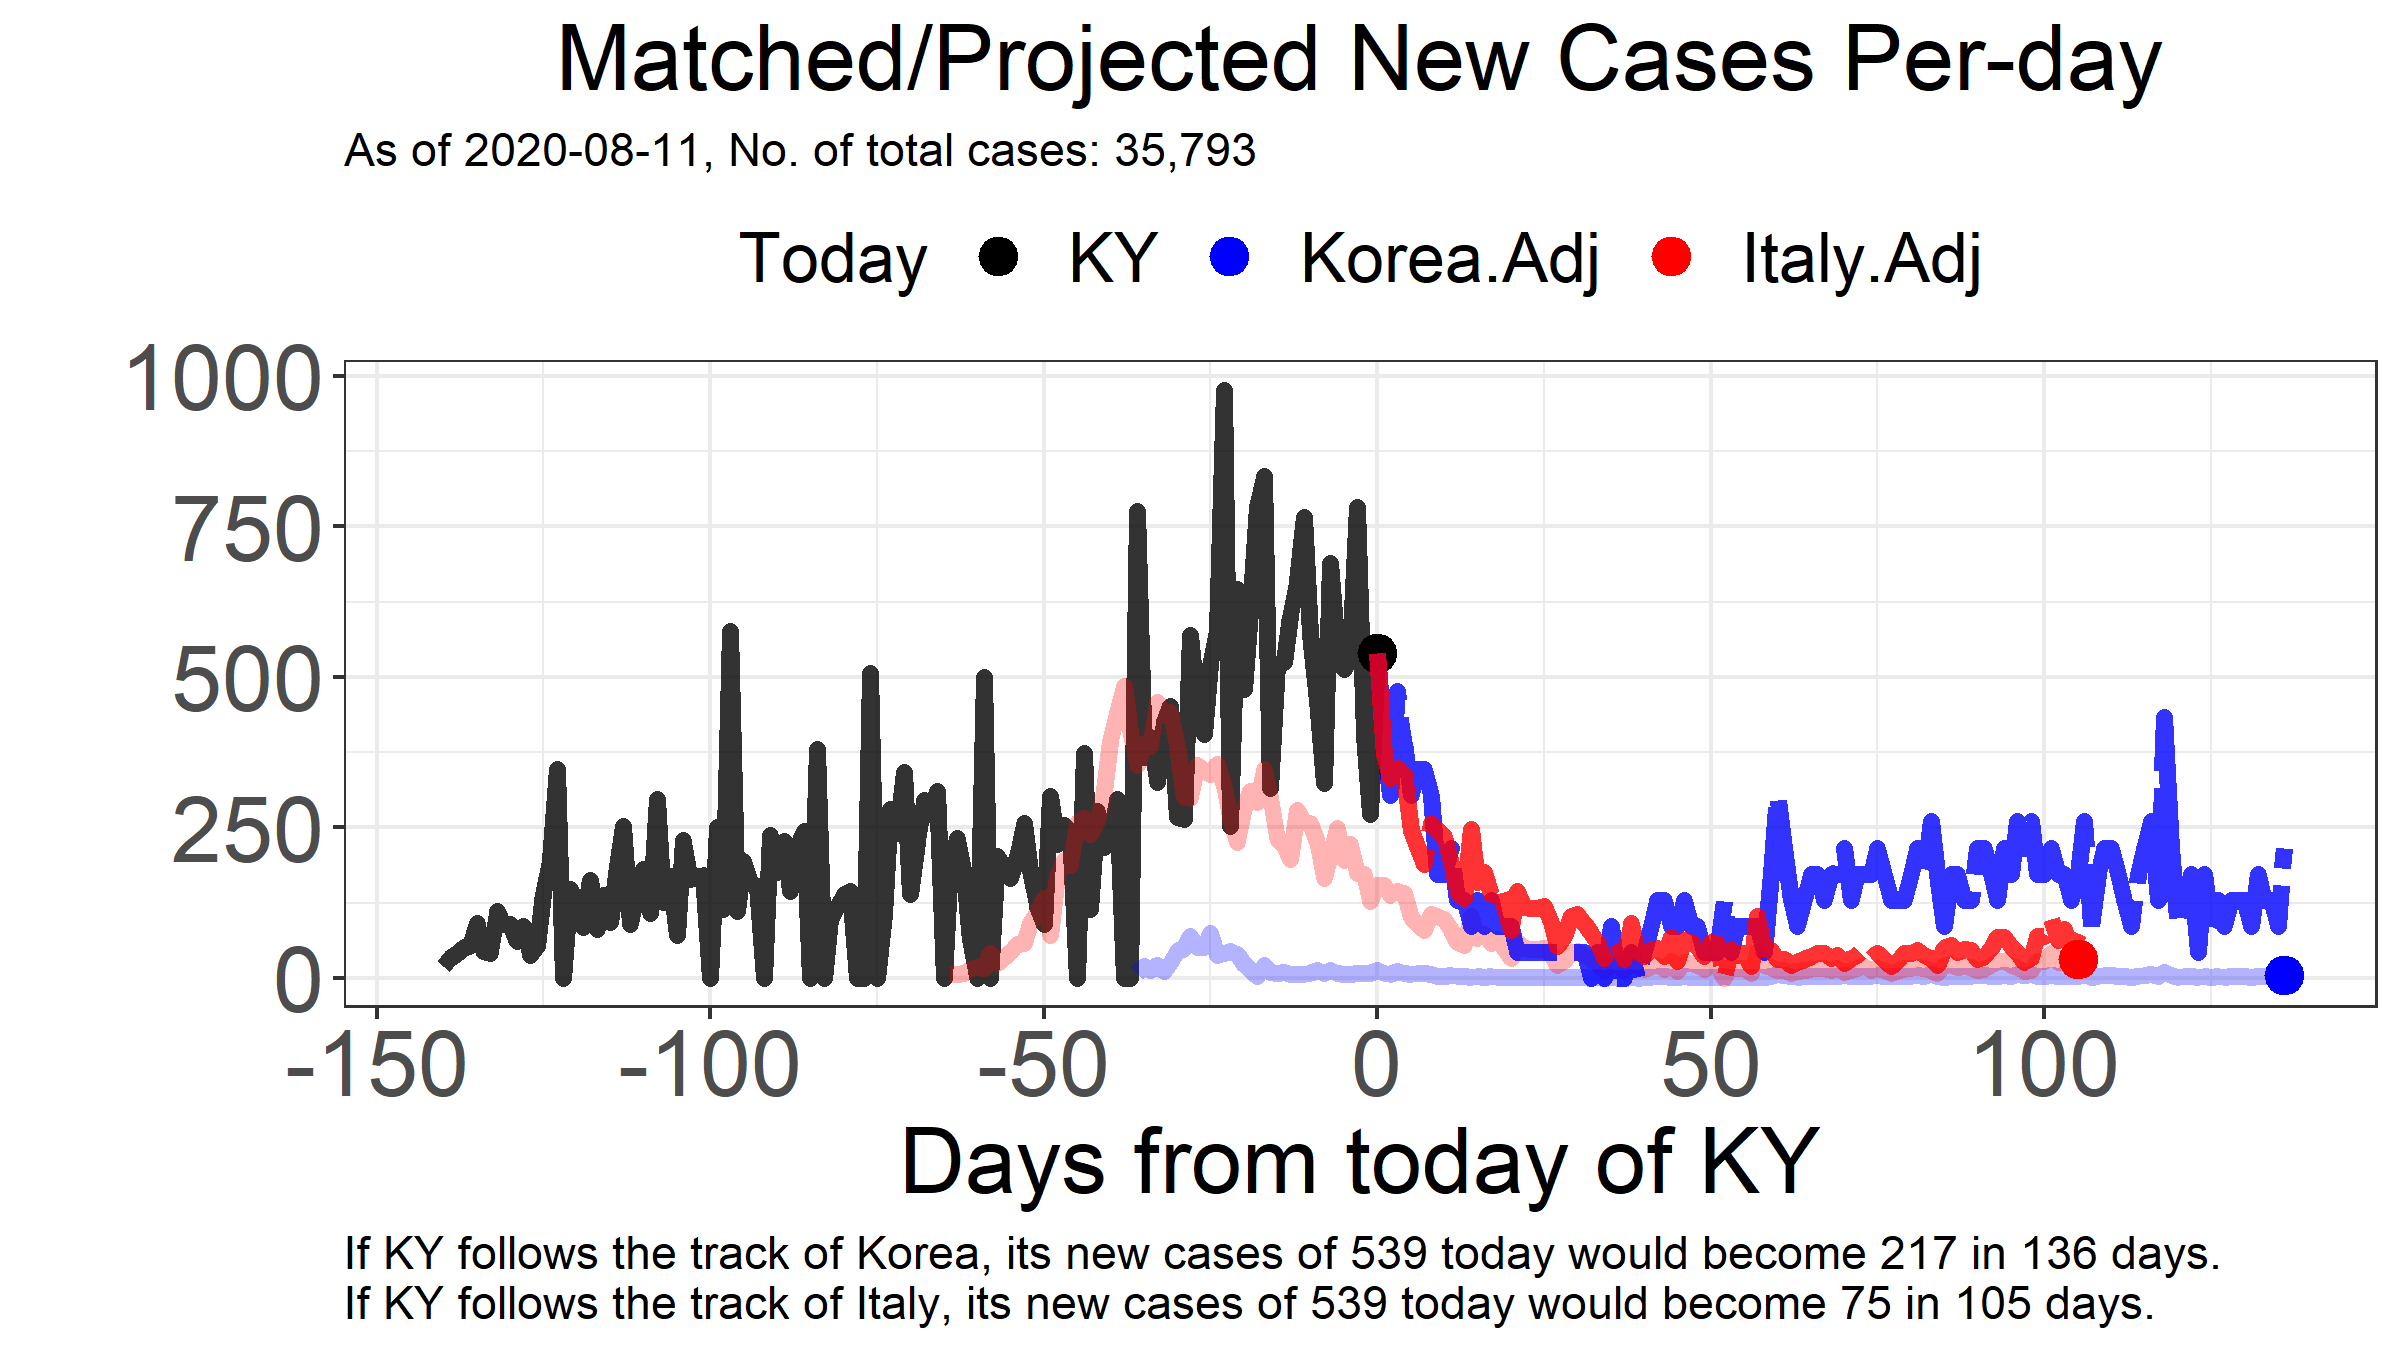 Matched/Projected New Cases Per-day
As of 2020-08-11, No. of total cases: 35,793
Today KY Korea.Adj Italy.Adj
1000
750
500
250
0
-150 -100 -50 0 50 100
Days from today of KY
If KY follows the track of Korea, its new cases of 539 today would become 217 in 136 days.
If KY follows the track of Italy, its new cases of 539 today would become 75 in 105 days.